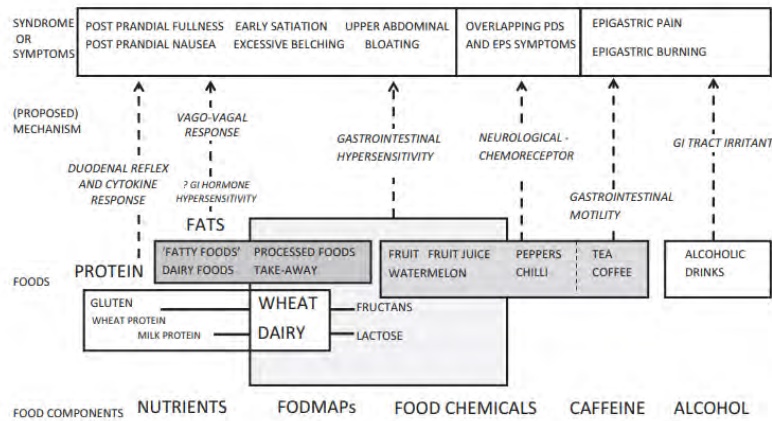 SYNDROME
OR
SYMPTOMS
POST PRANDIAL FULLNESS EARLY SATIATION UPPER ABDOMINAL
POST PRANDIAL NAUSEA EXCESSIVE BELCHING BLOATING
OVERLAPPING PDS
AND EPS SYMPTOMS
EPIGASTRIC PAIN
EPIGASTRIC BURNING
(PROPOSED)
MECHANISM
DUODENAL REFLEX
AND CYTOKINE
RESPONSE
VAGO-VAGAL
RESPONSE
? GI HORMONE
HYPERSENSITIVITY
GASTROINTESTINAL
HYPERSENSITIVITY
NEUROLOGICAL -
CHEMORECEPTOR
GASTROINTESTINAL
MOTILITY
GI TRACT IRRITANT
FOODS
PROTEIN
FATS
'FATTY FOODS' PROCESSED FOODS
DAIRY FOODS TAKE-AWAY
FRUIT FRUIT JUICE
WATERMELON
PEPPERS
CHILLI
TEA
COFFEE
ALCOHOLIC
DRINKS
GLUTEN
WHEAT PROTEIN
MILK PROTEIN
WHEAT
DAIRY
FRUCTANS
LACTOSE
FOOD COMPONENTS NUTRIENTS FODMAPs FOOD CHEMICALS CAFFEINE ALCOHOL